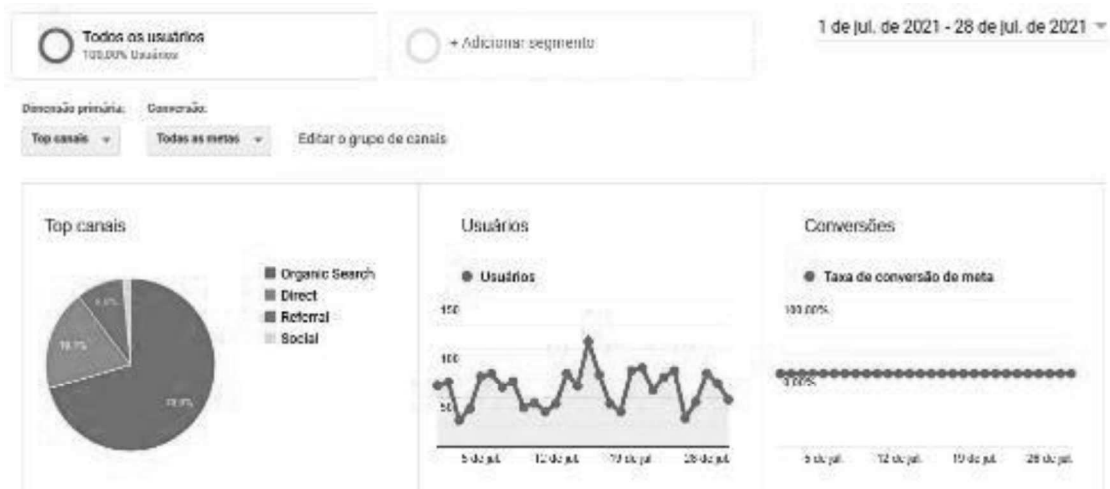 Todos os usuários
100,00% Usuários
+ Adicionar segmento
1 de jul. de 2021 - 28 de jul. de 2021
Dimensão primária:
Conversão:
Top canais
Todas as metas
Editar o grupo de canais
Top canais
Organic Search
Direct
Referral
Social
Usuários
Usuários
150
100
50
5 de jul.
12 de jul.
19 de jul.
26 de jul.
Conversões
Taxa de conversão de meta
100,00%
0,00%
5 de jul.
12 de jul.
19 de jul.
26 de jul.